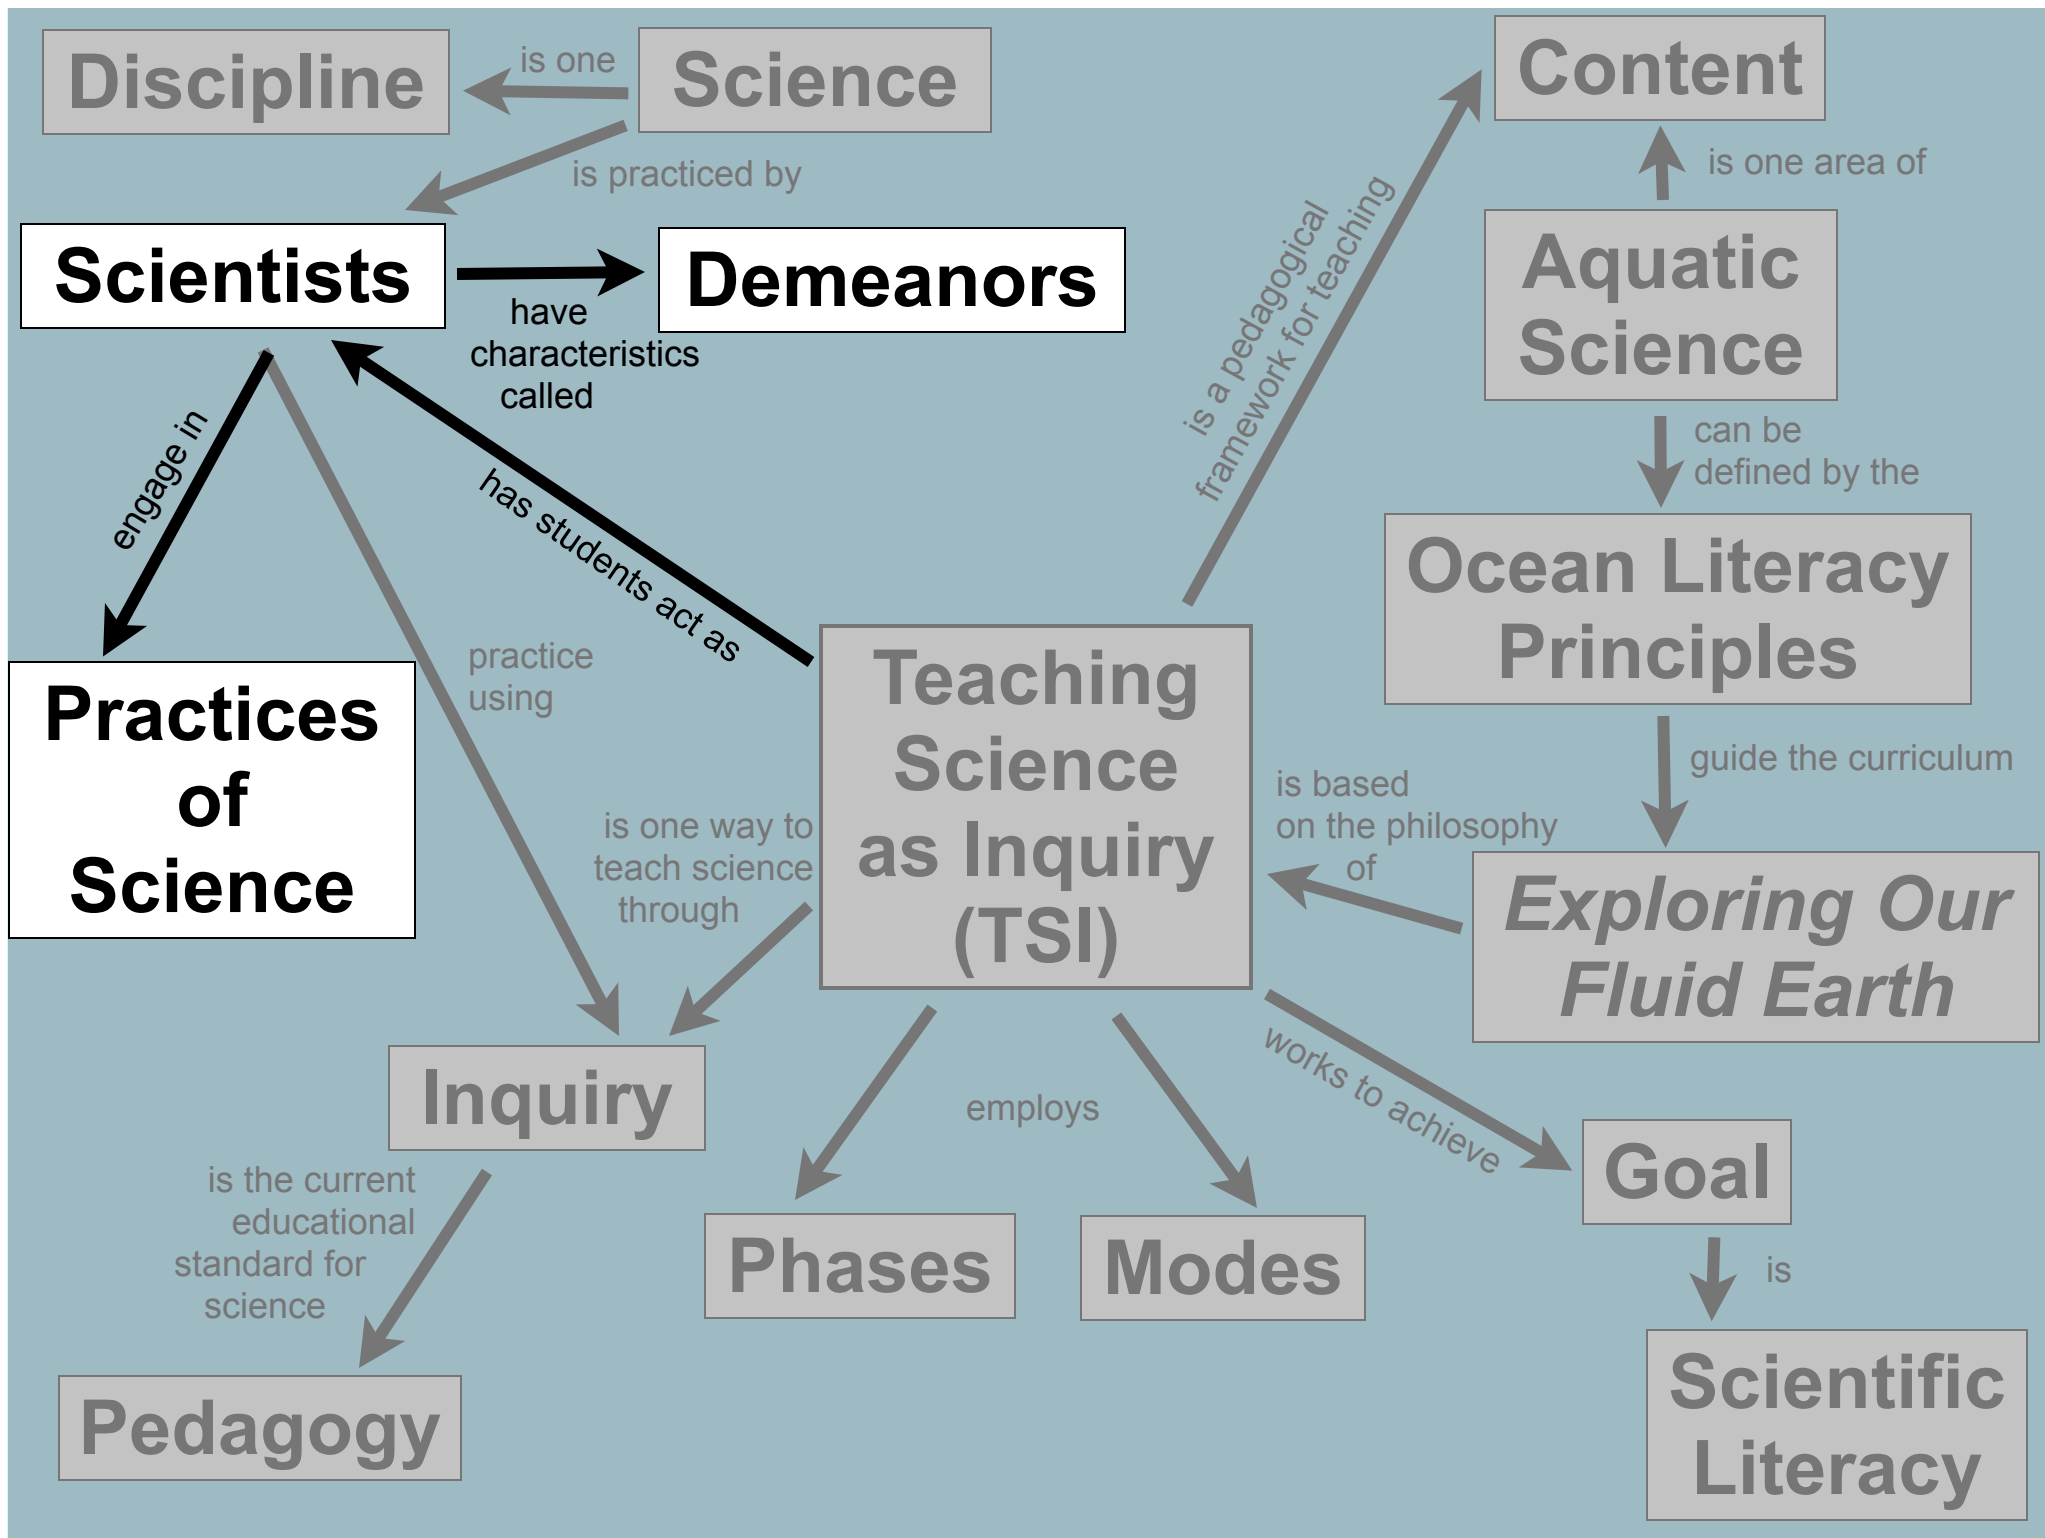 Discipline
is one
Science
is practiced by
Scientists
have
characteristics
called
Demeanors
engage in
Practices
of
Science
practice
using
has students act as
Teaching
Science
as Inquiry
(TSI)
is a pedagogical
framework for teaching
Content
is one area of
Aquatic
Science
can be
defined by the
Ocean Literacy
Principles
guide the curriculum
Exploring Our
Fluid Earth
is based
on the philosophy
of
is one way to
teach science
through
Inquiry
is the current
educational
standard for
science
Pedagogy
employs
Phases
Modes
works to achieve
Goal
is
Scientific
Literacy